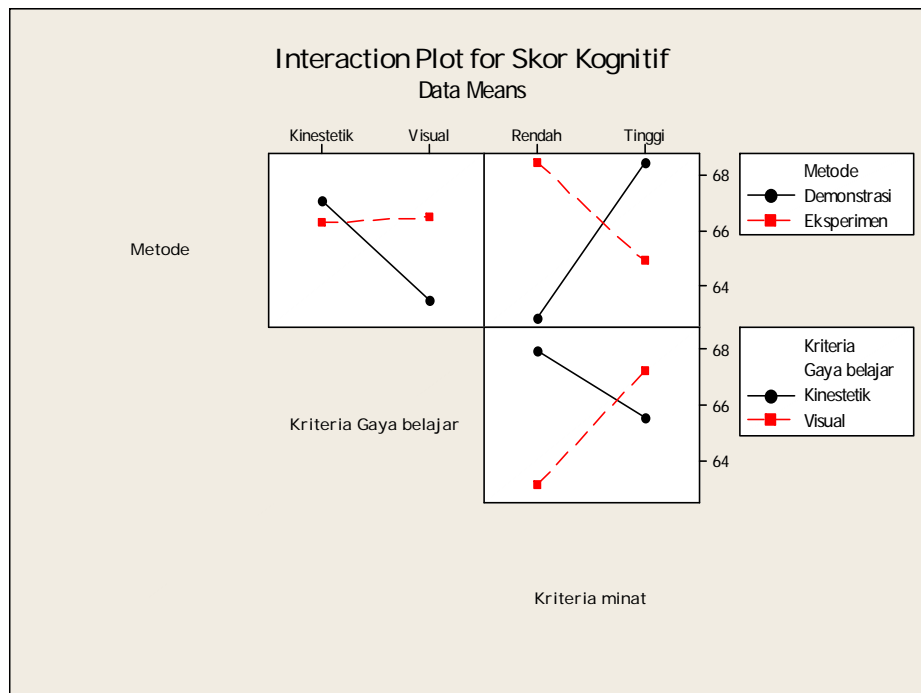 Interaction Plot for Skor Kognitif
Data Means
Kinestetik Visual Rendah Tinggi
Metode
68
66
64
Metode
Demonstrasi
Eksperimen
Kriteria Gaya belajar
68
66
64
Kriteria
Gaya belajar
Kinestetik
Visual
Kriteria minat